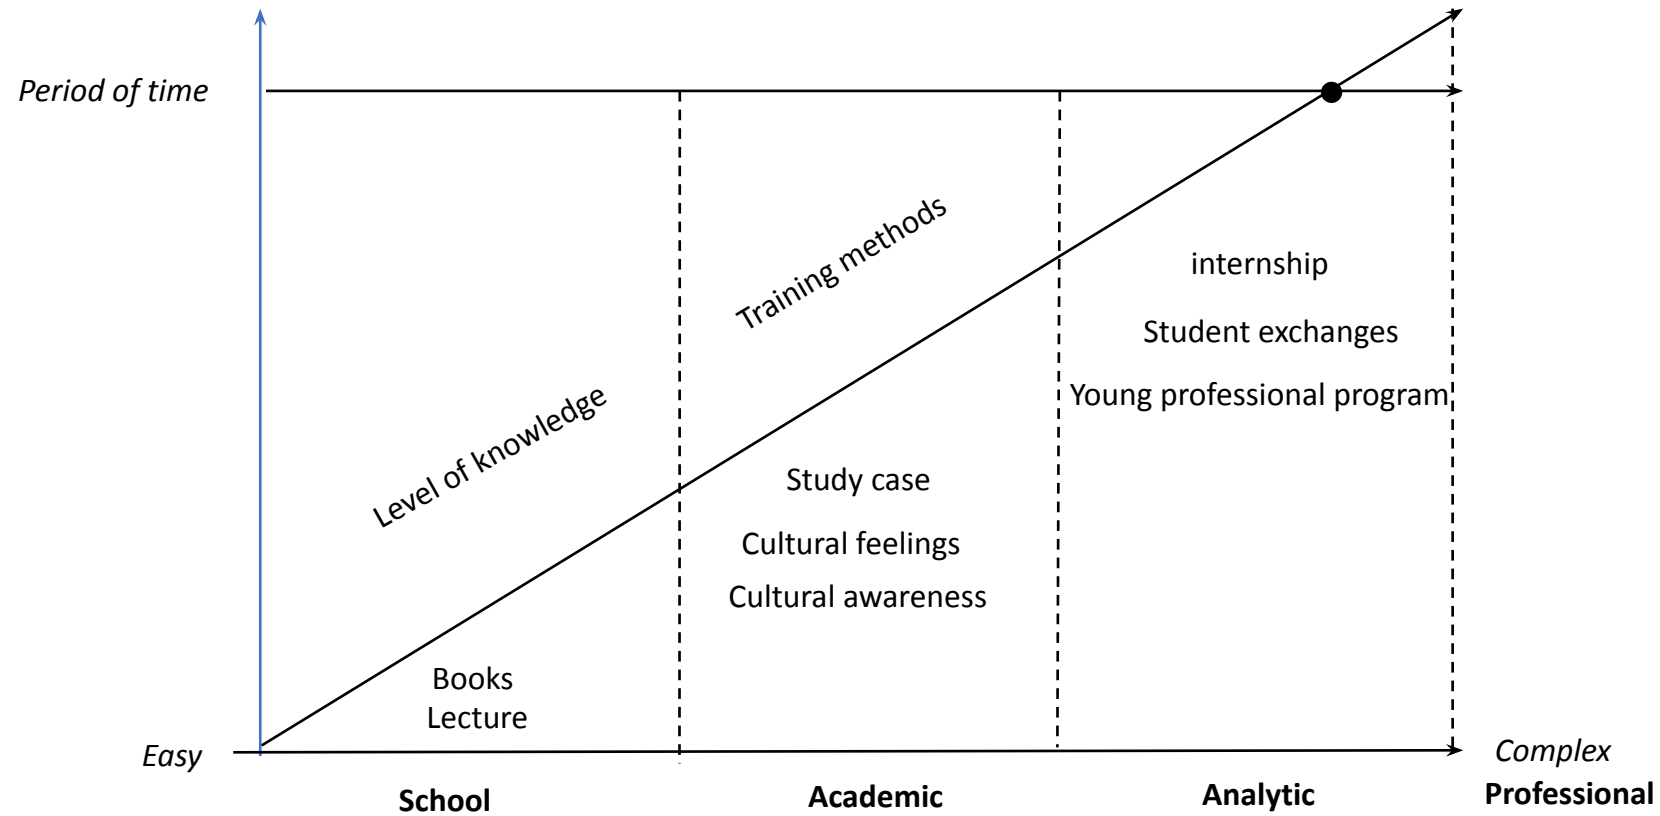 Period of time
Training methods
internship
Student exchanges
Young professional program
Level of knowledge
Study case
Cultural feelings
Cultural awareness
Books
Lecture
Easy
Complex
School
Academic
Analytic
Professional